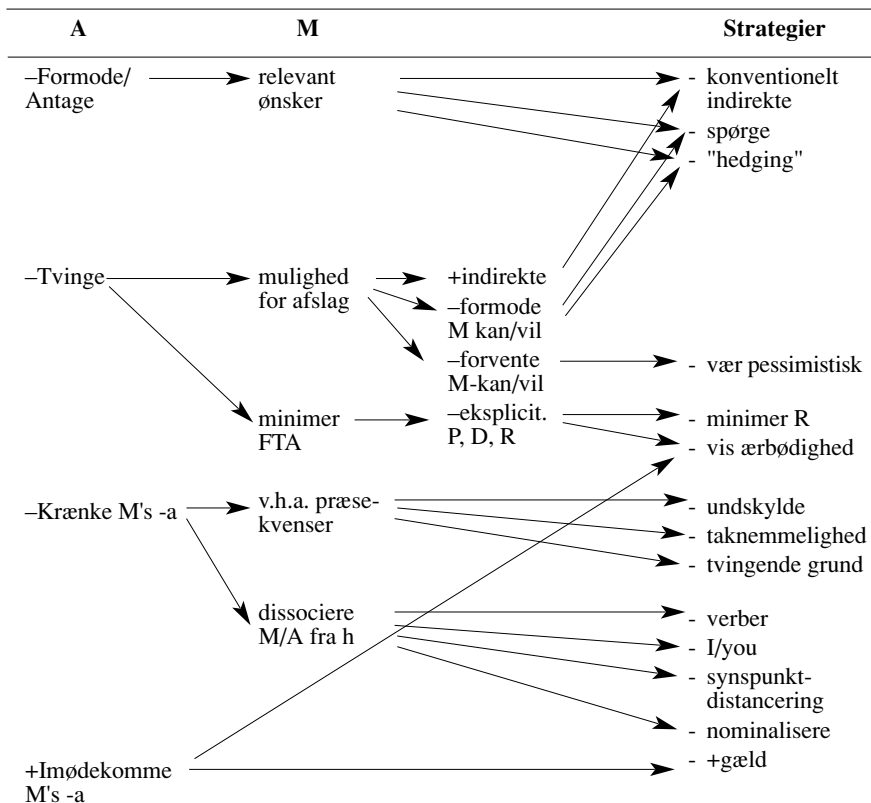 A M Strategier
–Formode/
Antage
relevant
ønsker
- konventionelt
indirekte
- spørge
- "hedging"
–Tvinge
mulighed
for afslag
+indirekte
–formode
M kan/vil
–forvente
M-kan/vil
- vær pessimistisk
minimer
FTA
–eksplicit.
P, D, R
- minimer R
- vis ærbødighed
–Krænke M's -a
v.h.a. præse-
kvenser
- undskylde
- taknemmelighed
- tvingende grund
dissociere
M/A fra h
- verber
- I/you
- synspunkt-
distancering
- nominalisere
+Imødekomme
M's -a
- +gæld